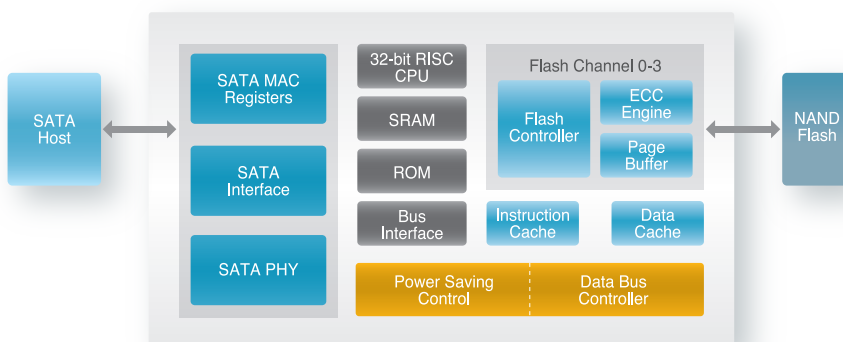 SATA
Host
SATA MAC
Registers
SATA
Interface
SATA PHY
32-bit RISC
CPU
SRAM
ROM
Bus
Interface
Flash Channel 0-3
Flash
Controller
ECC
Engine
Page
Buffer
Instruction
Cache
Data
Cache
Power Saving
Control
Data Bus
Controller
NAND
Flash